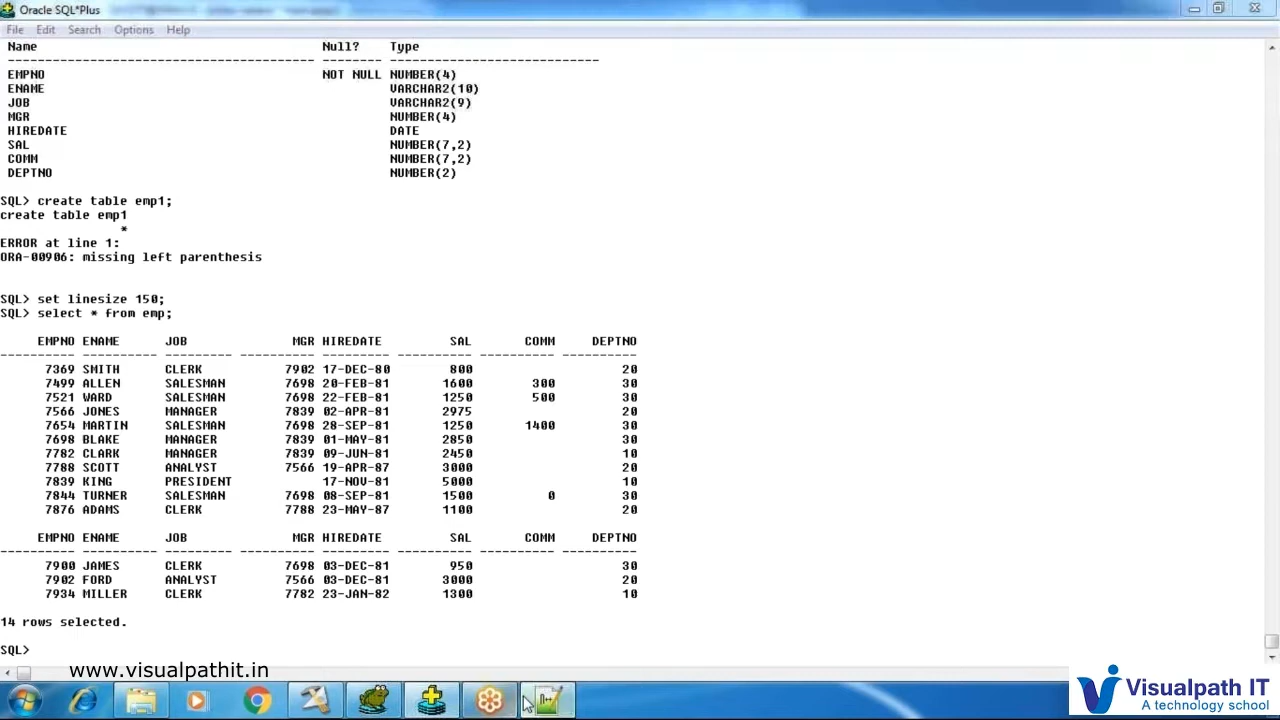 Oracle SQL*Plus
File Edit Search Options Help
Name Null? Type
----------------------------------------- -------- ----------------------------
EMPNO NOT NULL NUMBER(4)
ENAME VARCHAR2(10)
JOB VARCHAR2(9)
MGR NUMBER(4)
HIREDATE DATE
SAL NUMBER(7,2)
COMM NUMBER(7,2)
DEPTNO NUMBER(2)
SQL> create table emp1;
create table emp1
*
ERROR at line 1:
ORA-00906: missing left parenthesis
SQL> set linesize 150;
SQL> select * from emp;
EMPNO ENAME JOB MGR HIREDATE SAL COMM DEPTNO
---------- ---------- --------- ---------- --------- ---------- ---------- ----------
7369 SMITH CLERK 7902 17-DEC-80 800 20
7499 ALLEN SALESMAN 7698 20-FEB-81 1600 300 30
7521 WARD SALESMAN 7698 22-FEB-81 1250 500 30
7566 JONES MANAGER 7839 02-APR-81 2975 20
7654 MARTIN SALESMAN 7698 28-SEP-81 1250 1400 30
7698 BLAKE MANAGER 7839 01-MAY-81 2850 30
7782 CLARK MANAGER 7839 09-JUN-81 2450 10
7788 SCOTT ANALYST 7566 19-APR-87 3000 20
7839 KING PRESIDENT 17-NOV-81 5000 10
7844 TURNER SALESMAN 7698 08-SEP-81 1500 0 30
7876 ADAMS CLERK 7788 23-MAY-87 1100 20
EMPNO ENAME JOB MGR HIREDATE SAL COMM DEPTNO
---------- ---------- --------- ---------- --------- ---------- ---------- ----------
7900 JAMES CLERK 7698 03-DEC-81 950 30
7902 FORD ANALYST 7566 03-DEC-81 3000 20
7934 MILLER CLERK 7782 23-JAN-82 1300 10
14 rows selected.
SQL>
www.visualpathit.in
Visualpath IT
A technology school